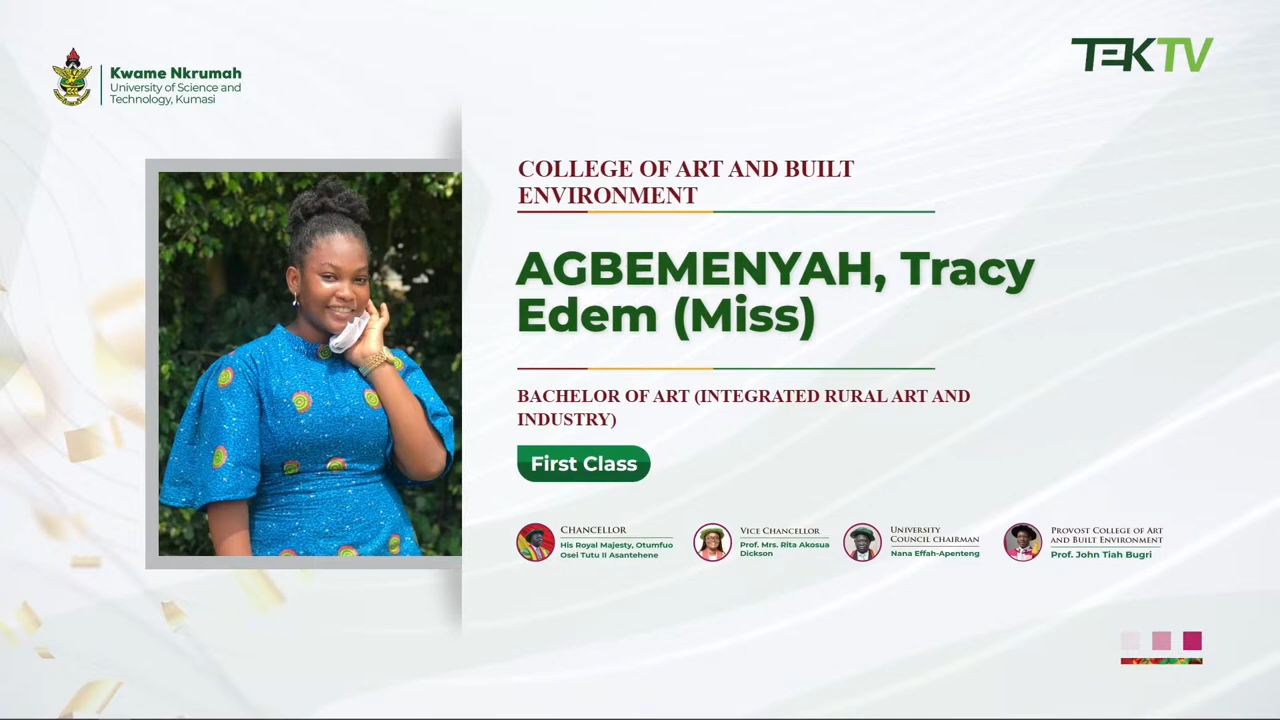 Kwame Nkrumah
University of Science and
Technology, Kumasi
TEKTV
COLLEGE OF ART AND BUILT
ENVIRONMENT
AGBEMENYAH, Tracy
Edem (Miss)
BACHELOR OF ART (INTEGRATED RURAL ART AND
INDUSTRY)
First Class
CHANCELLOR
His Royal Majesty, Otumfuo
Osei Tutu II Asantehene
VICE CHANCELLOR
Prof. Mrs. Rita Akosua
Dickson
UNIVERSITY
COUNCIL CHAIRMAN
Nana Effah-Apenteng
PROVOST COLLEGE OF ART
AND BUILT ENVIRONMENT
Prof. John Tiah Bugri